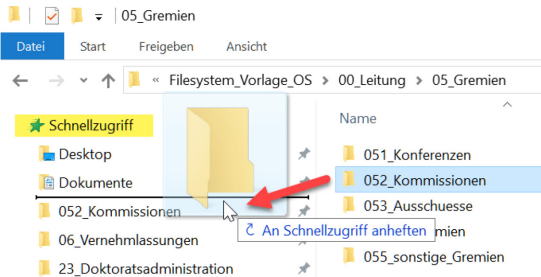 05_Gremien
Datei Start Freigeben Ansicht
« Filesystem_Vorlage_OS > 00_Leitung > 05_Gremien
Schnellzugriff
Desktop
Dokumente
052_Kommissionen
06_Vernehmlassungen
23_Doktoratsadministration
Name
051_Konferenzen
052_Kommissionen
053_Ausschuesse
An Schnellzugriff anheften
055_sonstige_Gremien